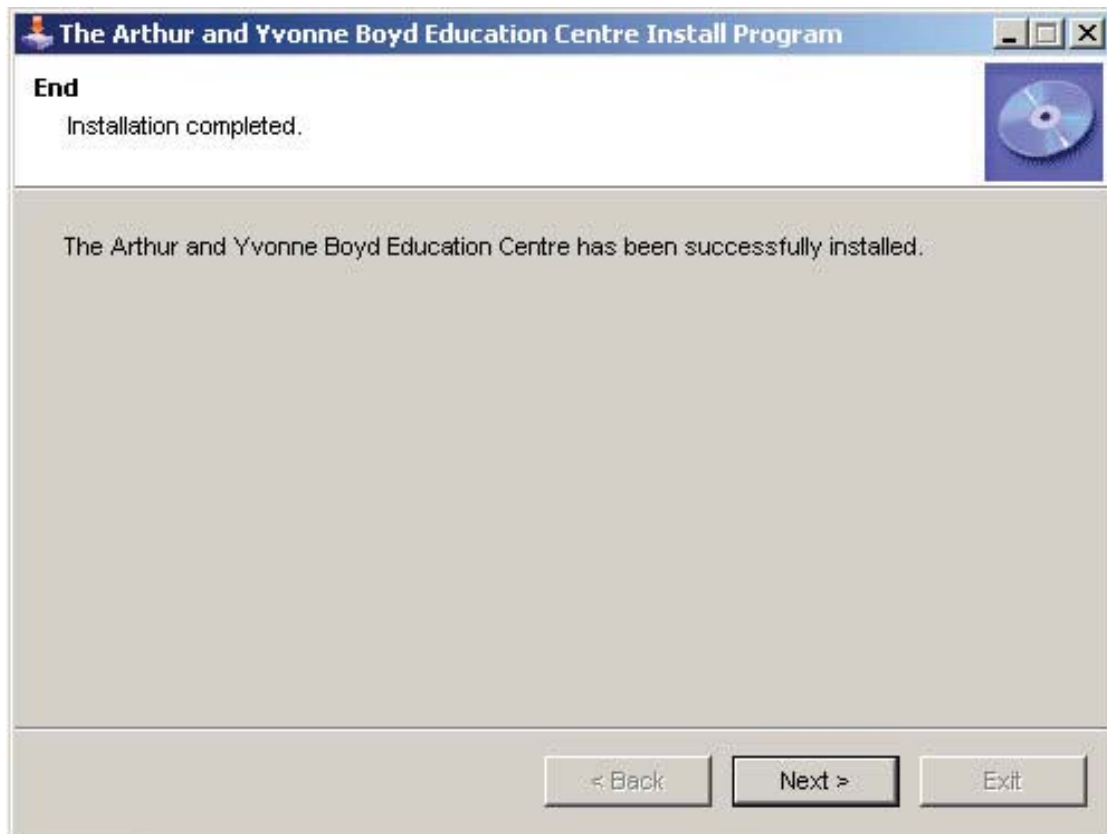 The Arthur and Yvonne Boyd Education Centre Install Program
End
Installation completed.
The Arthur and Yvonne Boyd Education Centre has been successfully installed.
< Back Next > Exit